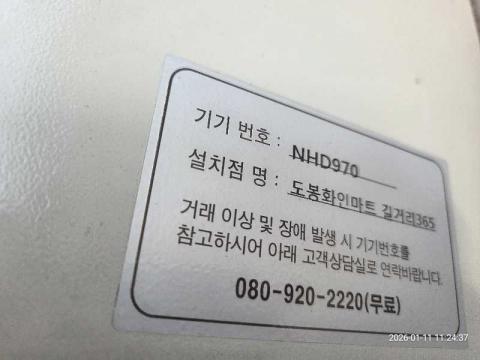 기기 번호 : NHD970
설치점 명 : 도봉화인마트 길거리365
거래 이상 및 장애 발생 시 기기번호를
참고하시어 아래 고객상담실로 연락바랍니다.
080-920-2220(무료)
2026-01-11 11:24:37